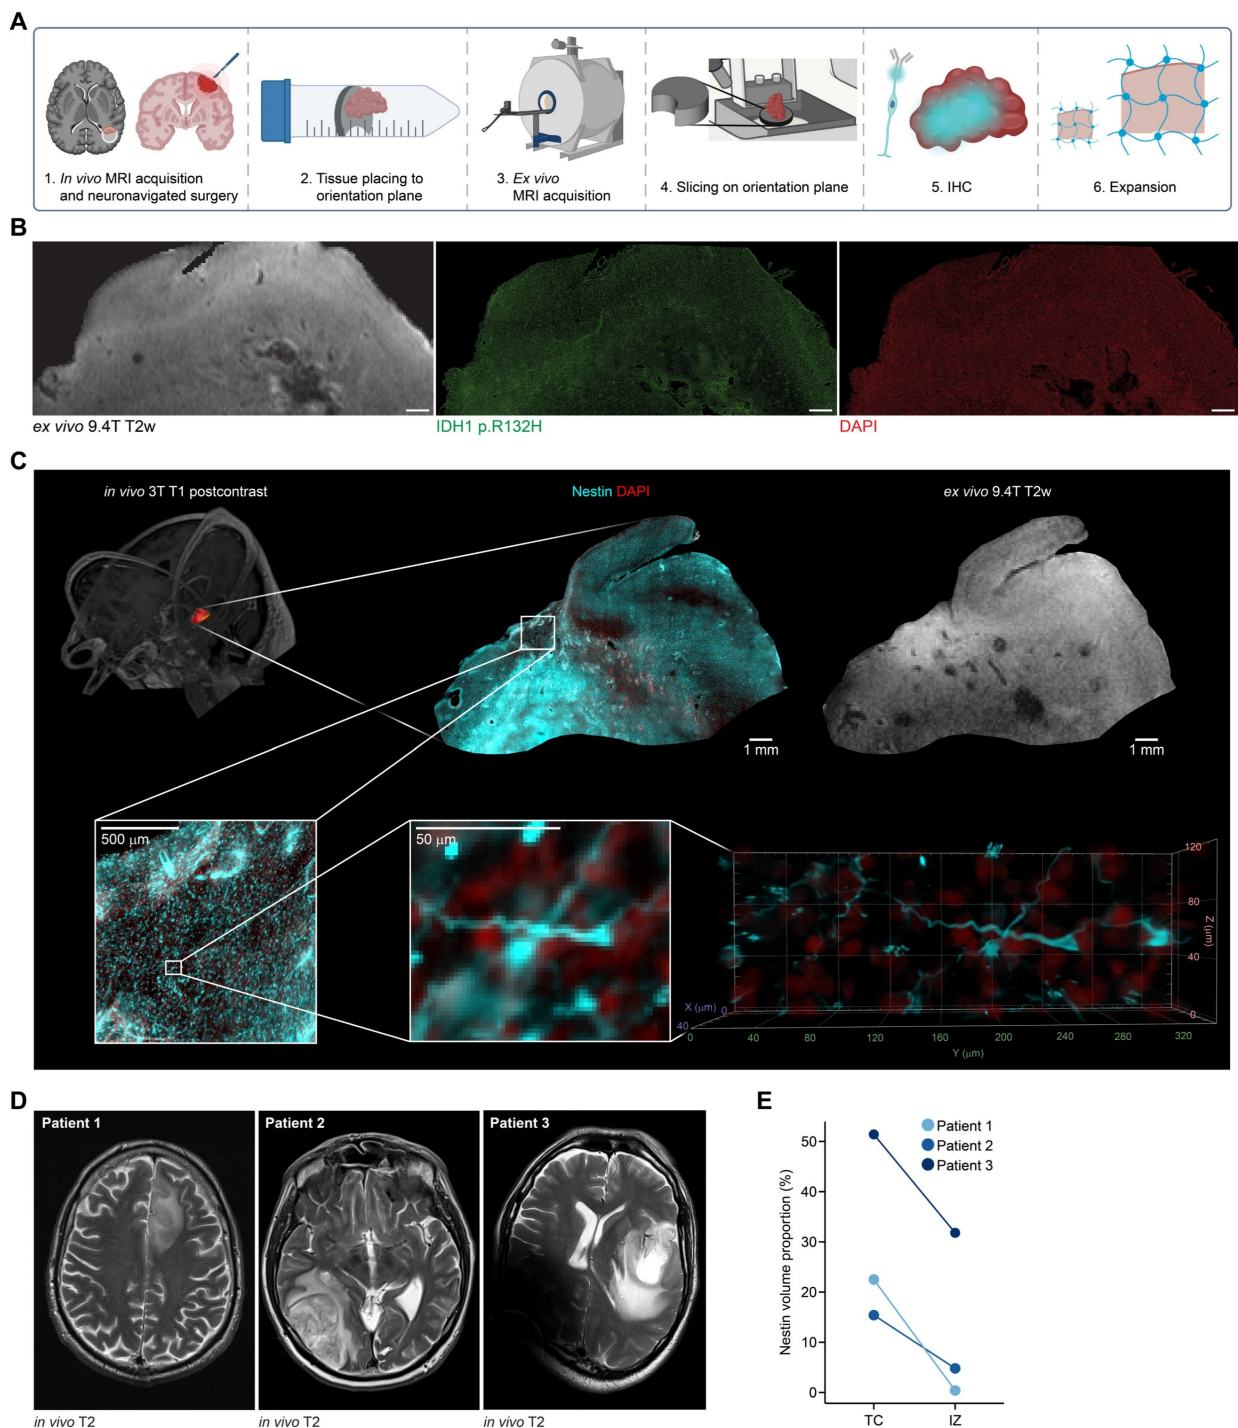 A
1. In vivo MRI acquisition
and neuronavigated surgery
2. Tissue placing to
orientation plane
3. Ex vivo
MRI acquisition
4. Slicing on orientation plane
5. IHC
6. Expansion
B
ex vivo 9.4T T2w
IDH1 p.R132H
DAPI
C
in vivo 3T T1 postcontrast
Nestin DAPI
ex vivo 9.4T T2w
1 mm
1 mm
500 μm
50 μm
120
80
40
0
Z (μm)
X (μm)
0
40
0
40
80
120
160
200
240
280
320
Y (μm)
D
Patient 1
Patient 2
Patient 3
in vivo T2
in vivo T2
in vivo T2
E
Patient 1
Patient 2
Patient 3
Nestin volume proportion (%)
50
40
30
20
10
0
TC
IZ